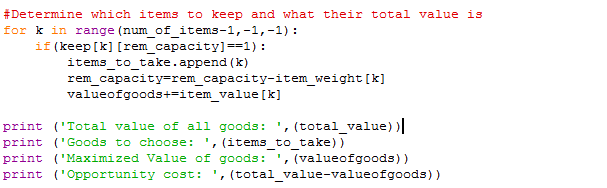 #Determine which items to keep and what their total value is
for k in range(num_of_items-1,-1,-1):
    if(keep[k][rem_capacity]==1):
        items_to_take.append(k)
        rem_capacity=rem_capacity-item_weight[k]
        valueofgoods+=item_value[k]

print ('Total value of all goods: ',(total_value))
print ('Goods to choose: ',(items_to_take))
print ('Maximized Value of goods: ',(valueofgoods))
print ('Opportunity cost: ',(total_value-valueofgoods))